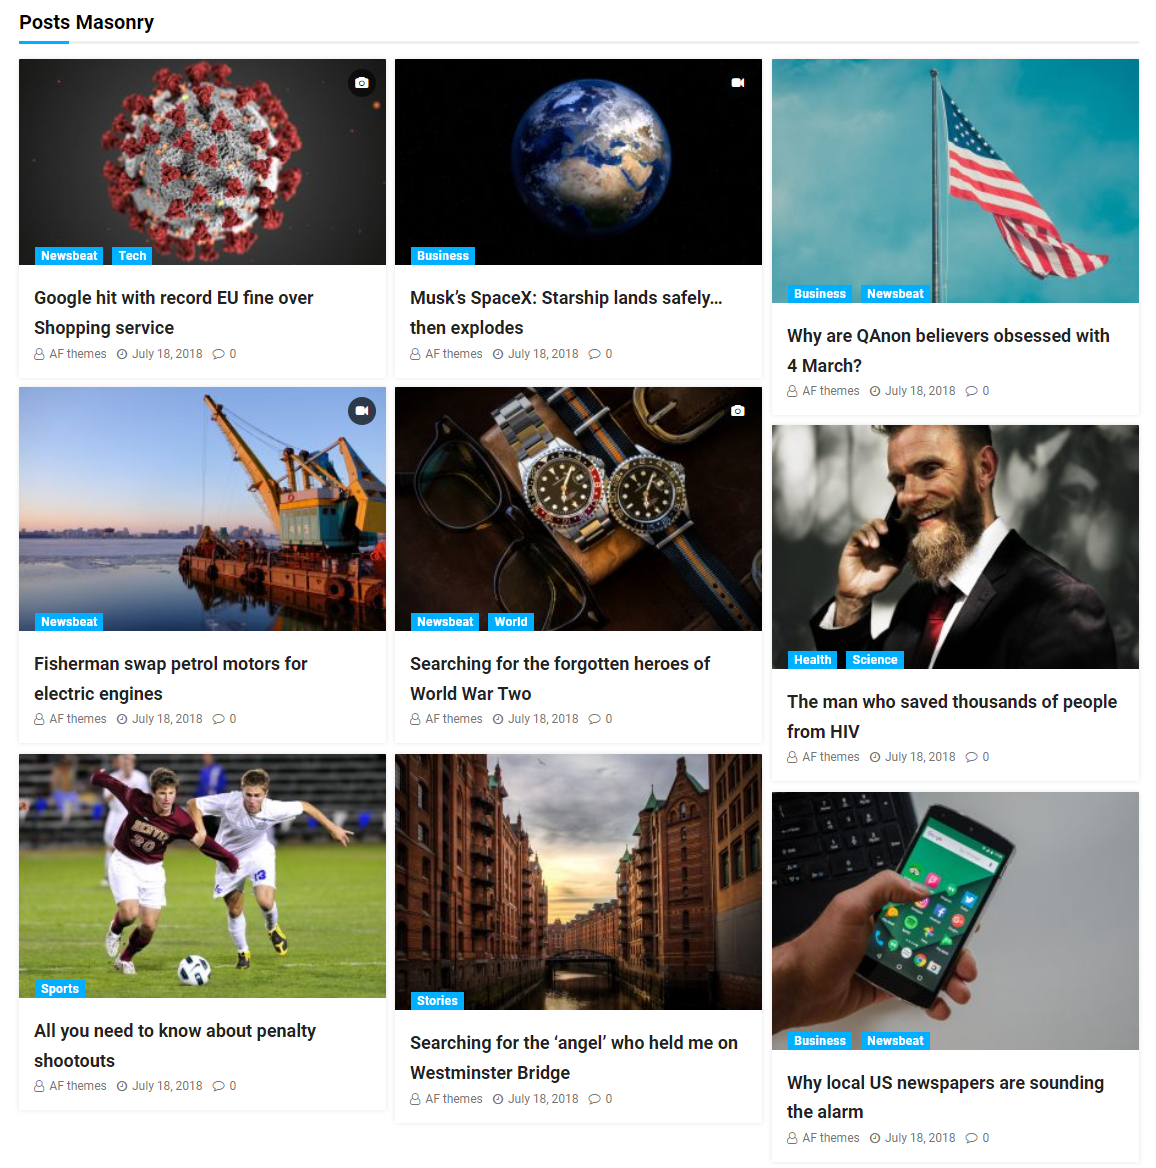 Posts Masonry
Newsbeat Tech
Google hit with record EU fine over
Shopping service
AF themes July 18, 2018 0
Business
Musk’s SpaceX: Starship lands safely…
then explodes
AF themes July 18, 2018 0
Business Newsbeat
Why are QAnon believers obsessed with
4 March?
AF themes July 18, 2018 0
Newsbeat
Fisherman swap petrol motors for
electric engines
AF themes July 18, 2018 0
Newsbeat World
Searching for the forgotten heroes of
World War Two
AF themes July 18, 2018 0
Health Science
The man who saved thousands of people
from HIV
AF themes July 18, 2018 0
DENVER
20
13
Sports
All you need to know about penalty
shootouts
AF themes July 18, 2018 0
Stories
Searching for the ‘angel’ who held me on
Westminster Bridge
AF themes July 18, 2018 0
Google
Business Newsbeat
Why local US newspapers are sounding
the alarm
AF themes July 18, 2018 0